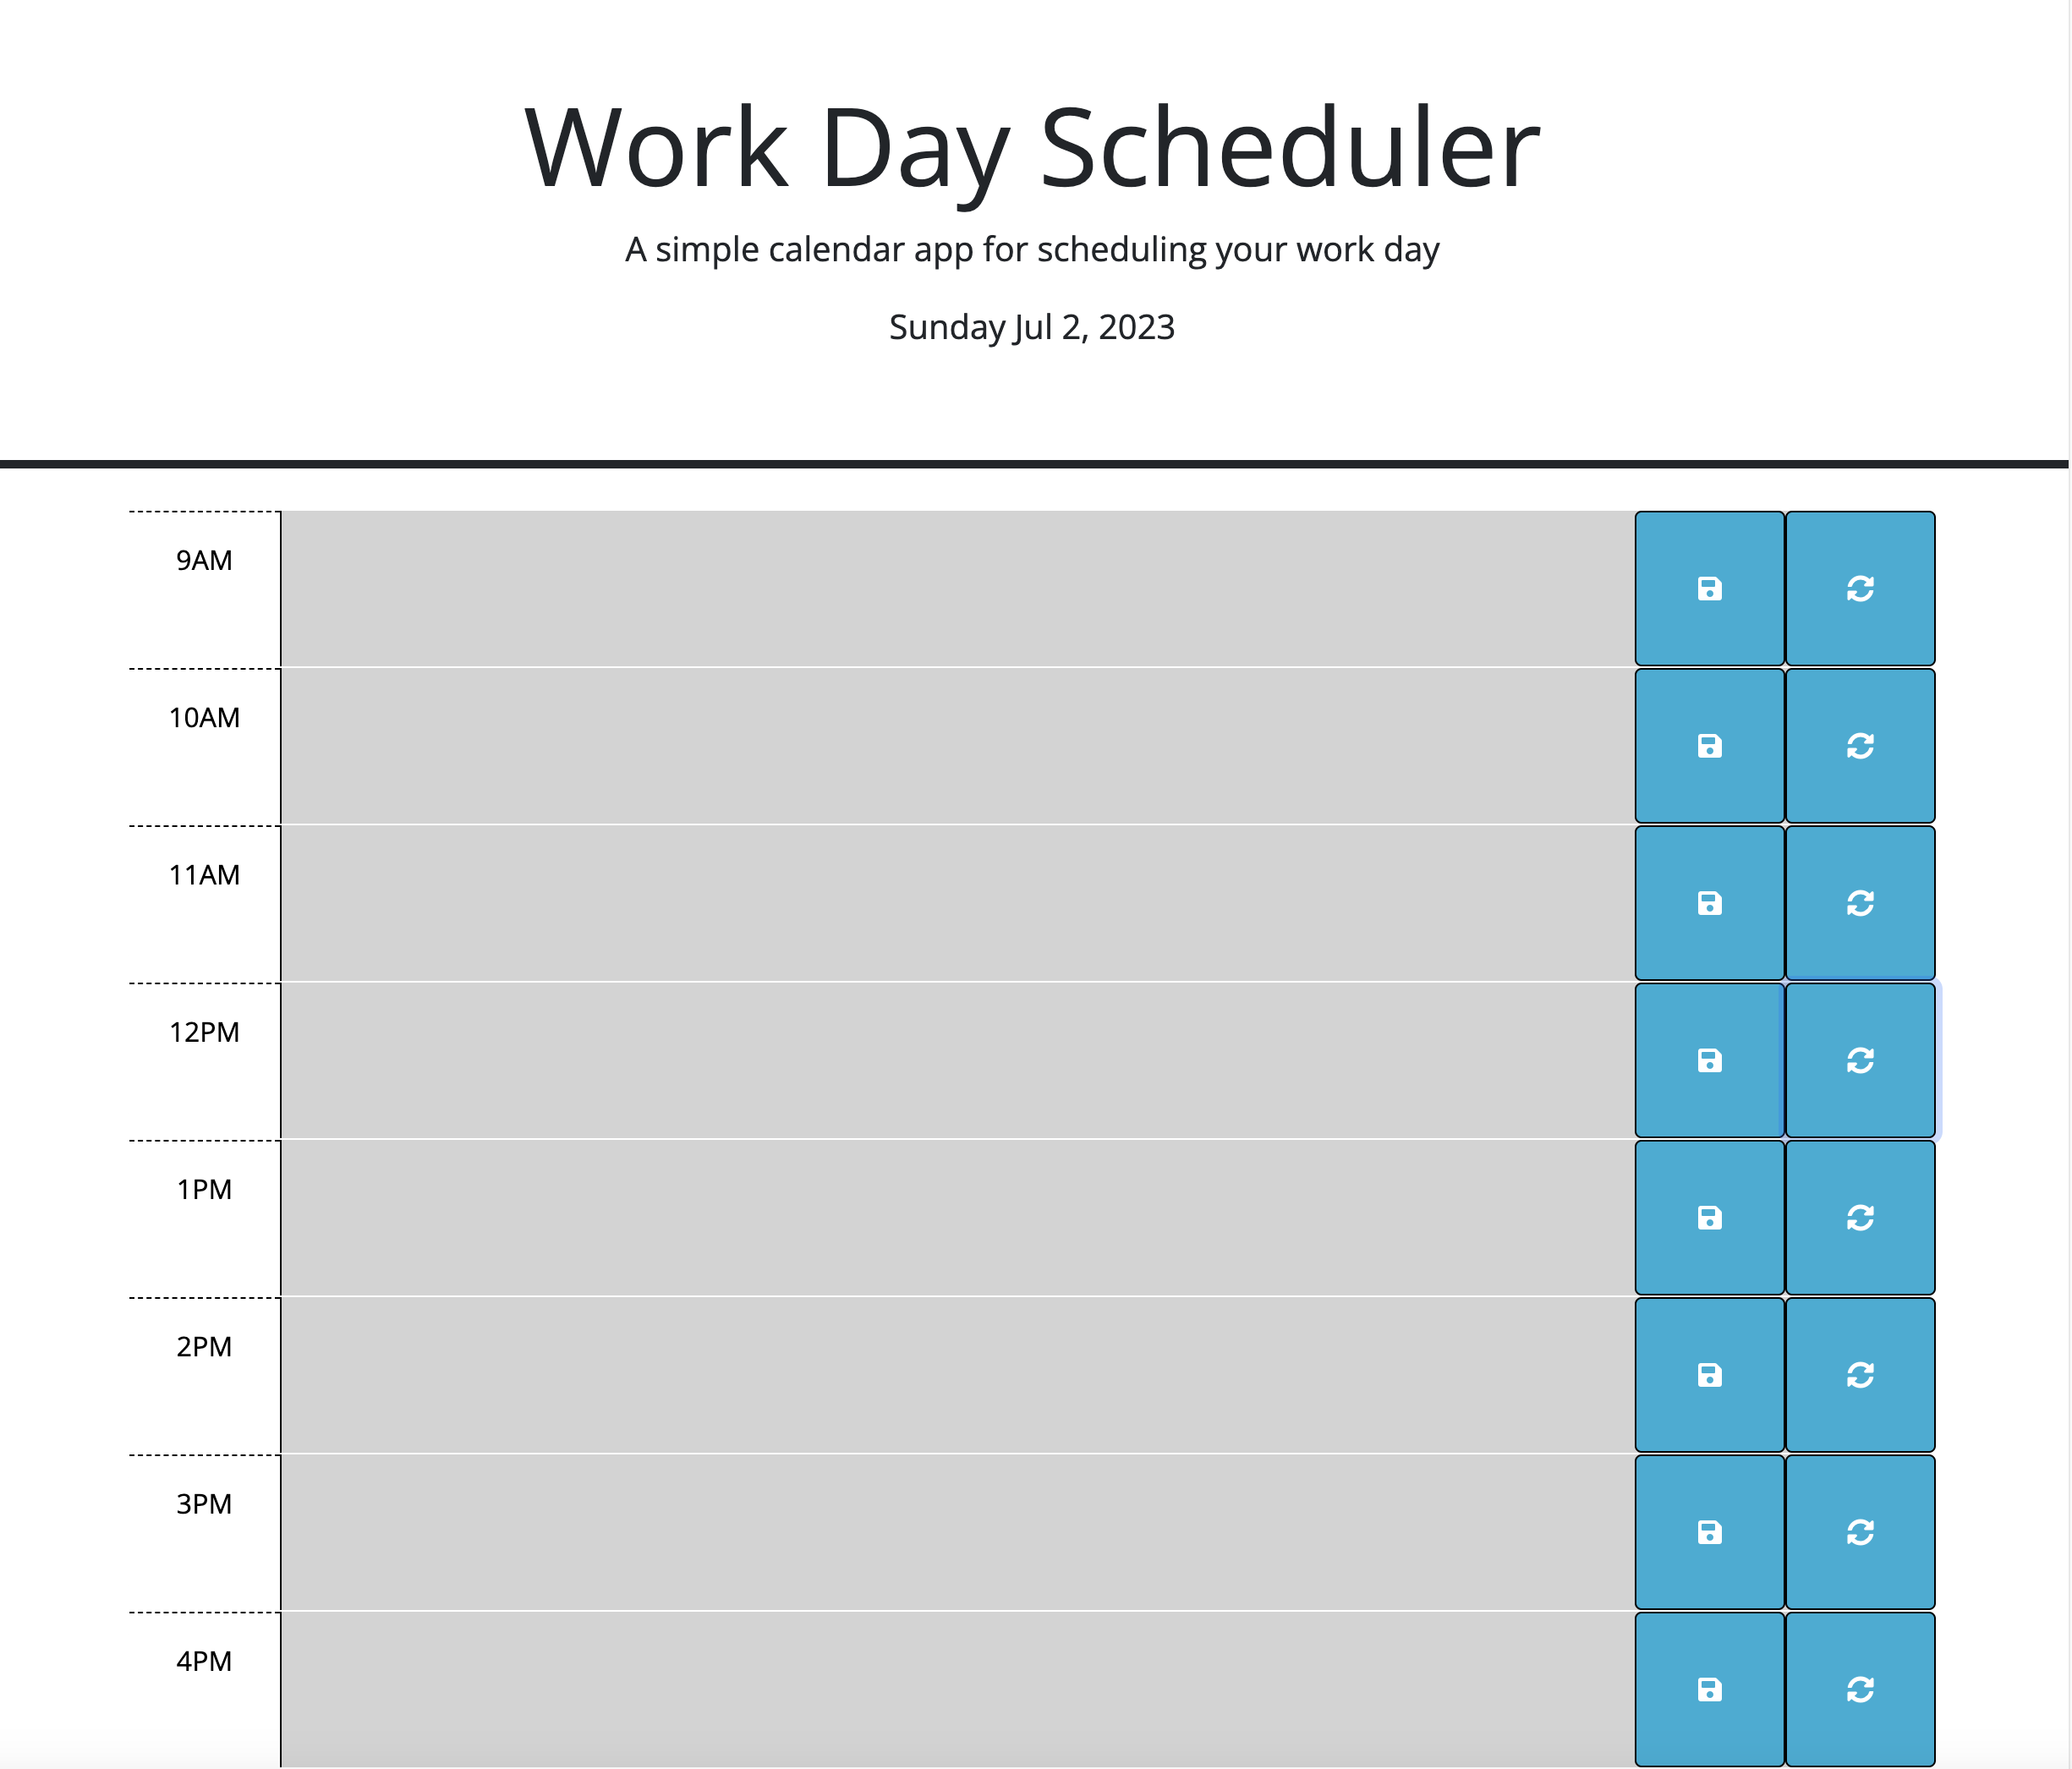 Work Day Scheduler
A simple calendar app for scheduling your work day
Sunday Jul 2, 2023
9AM
10AM
11AM
12PM
1PM
2PM
3PM
4PM